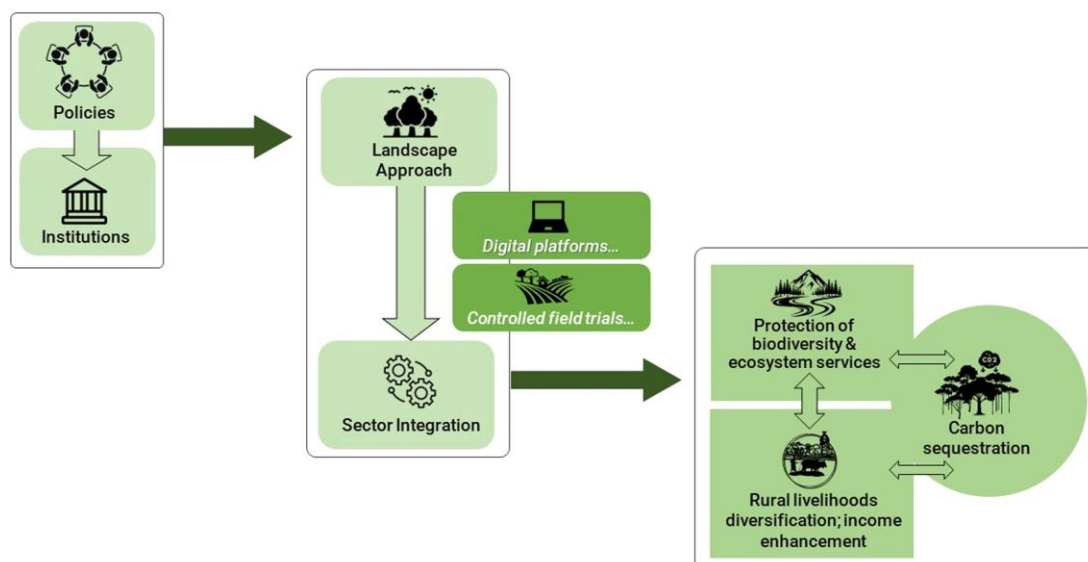 Policies
Institutions
Landscape
Approach
Digital platforms...
Controlled field trials...
Sector Integration
Protection of
biodiversity &
ecosystem services
CO2
Carbon
sequestration
Rural livelihoods
diversification; income
enhancement